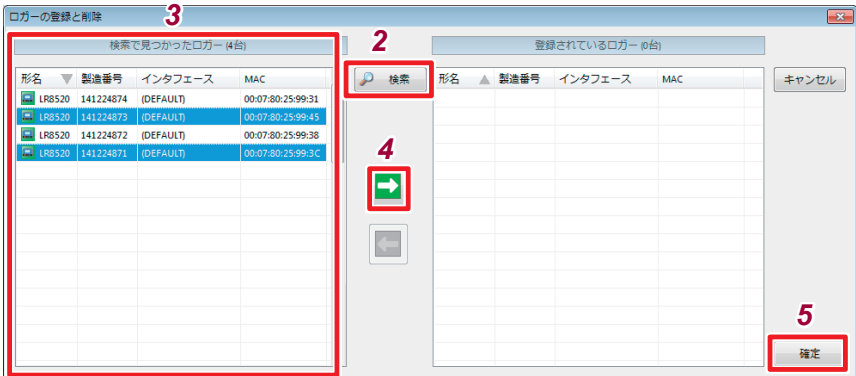 ロガーの登録と削除
3
検索で見つかったロガー (4台)
2
登録されているロガー (0台)
形名 製造番号 インタフェース MAC
検索
形名 製造番号 インタフェース MAC
キャンセル
LR8520 141224874 (DEFAULT) 00:07:80:25:99:31
LR8520 141224873 (DEFAULT) 00:07:80:25:99:45
LR8520 141224872 (DEFAULT) 00:07:80:25:99:38
LR8520 141224871 (DEFAULT) 00:07:80:25:99:3C
4
5
確定